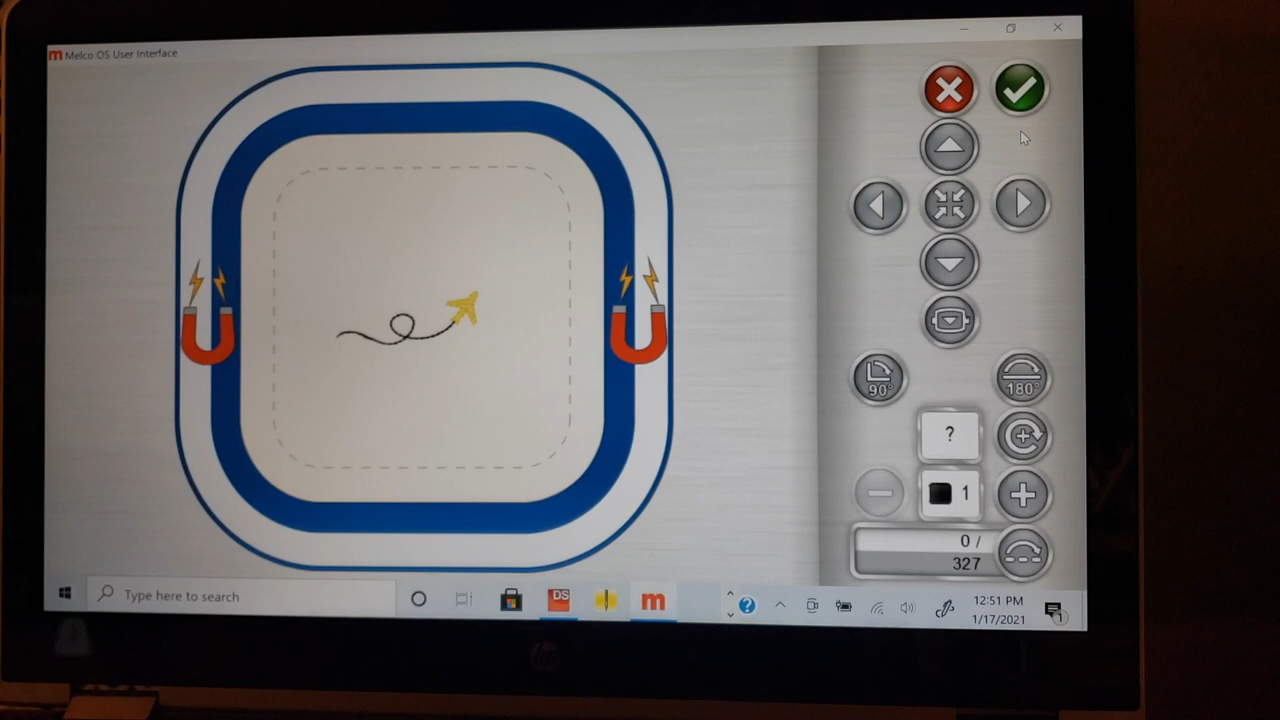 m Melco OS User Interface
90°
180°
?
1
0 /
327
Type here to search
DS
m
?
12:51 PM
1/17/2021
1
hp